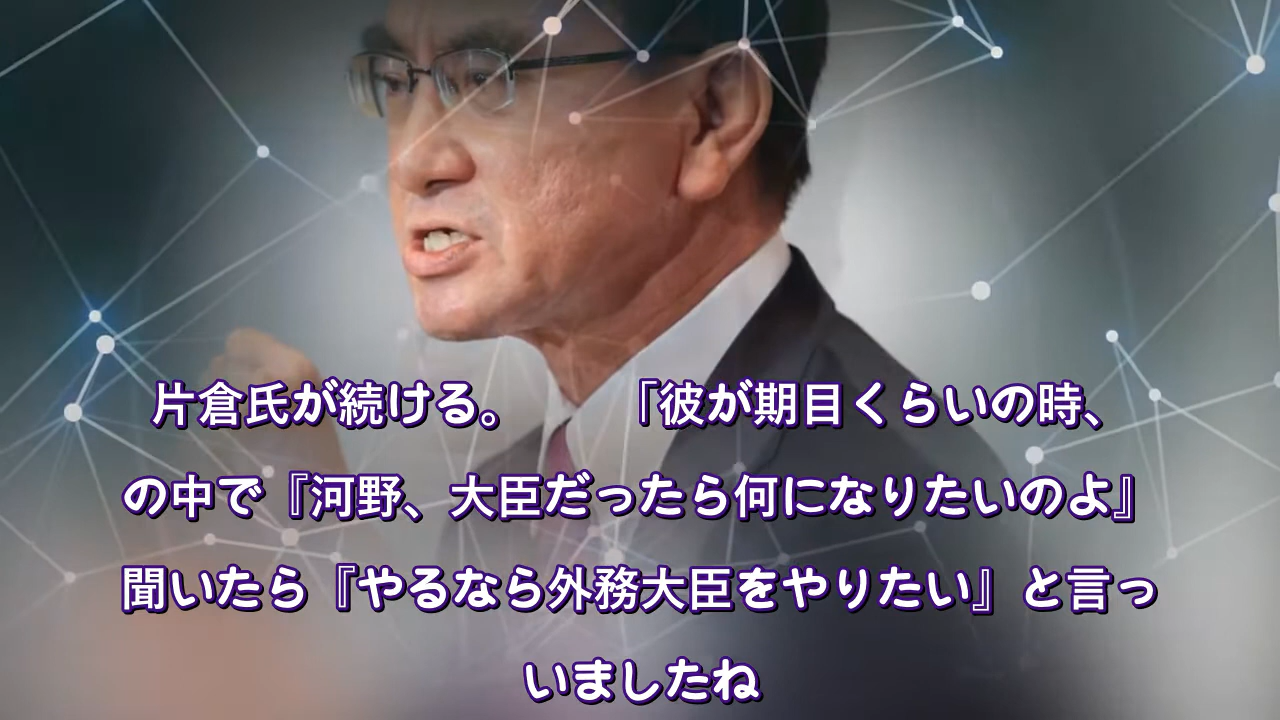 片倉氏が続ける。 「彼が期目くらいの時、
の中で『河野、大臣だったら何になりたいのよ』
聞いたら『やるなら外務大臣をやりたい』と言っ
いましたね